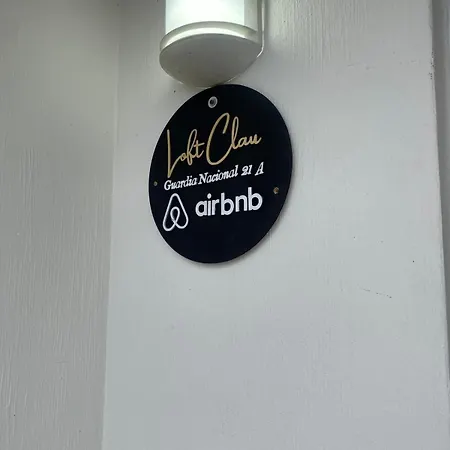 Loft Clau
Guardia Nacional 21 A
airbnb